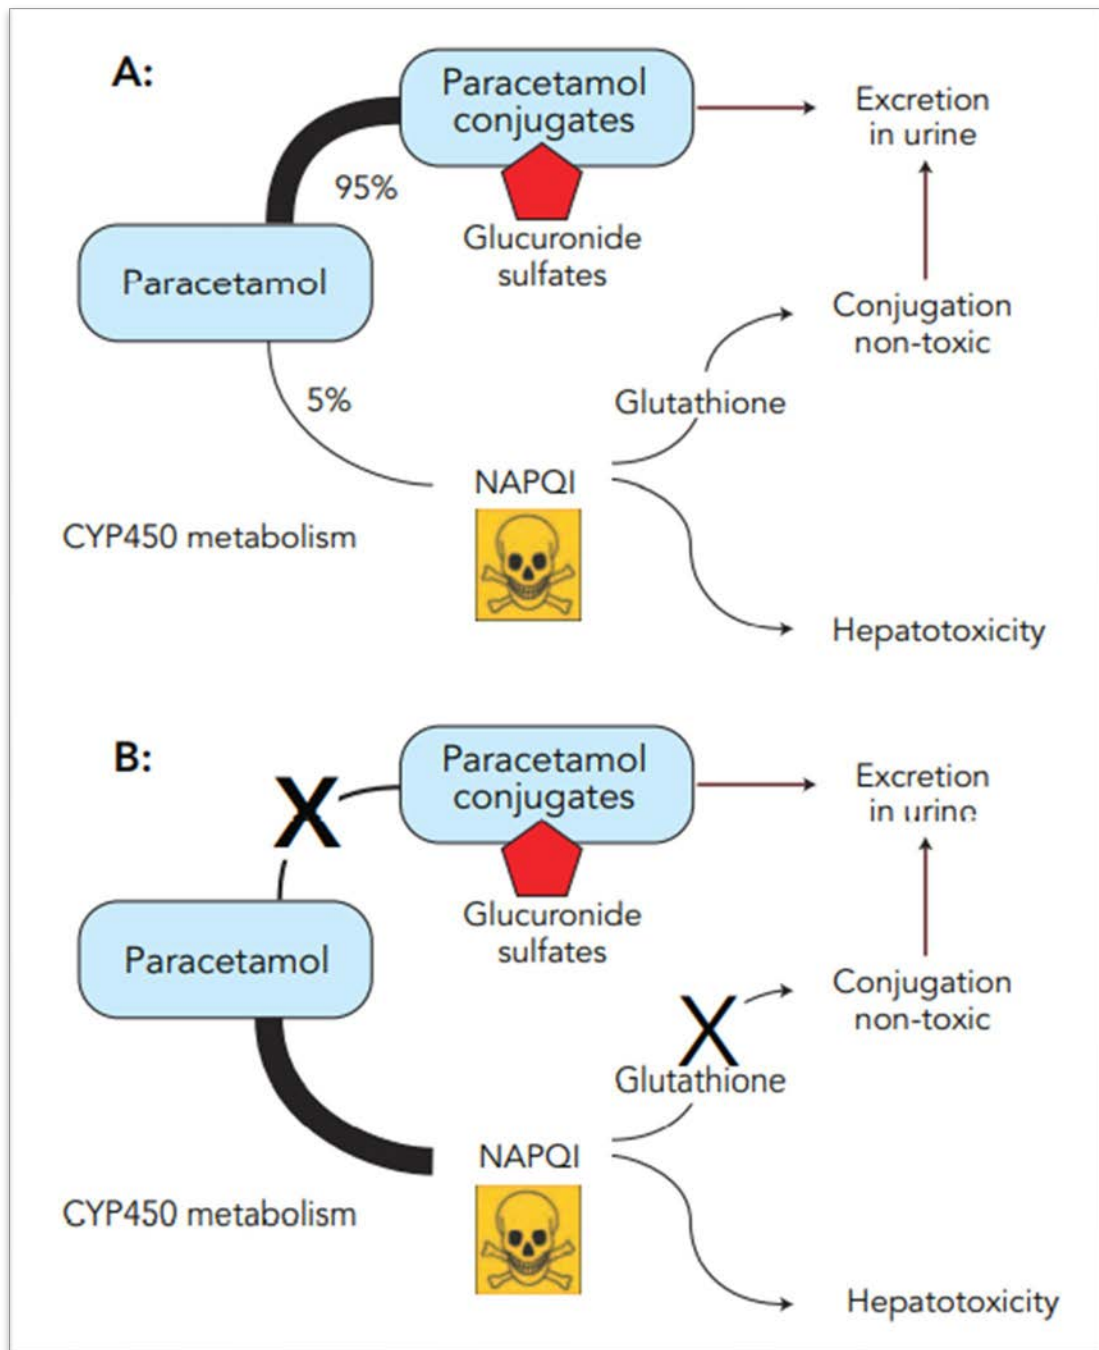 A:
Paracetamol
conjugates
Excretion
in urine
95%
Glucuronide
sulfates
Paracetamol
Conjugation
non-toxic
5%
Glutathione
NAPQI
CYP450 metabolism
Hepatotoxicity
B:
X
Paracetamol
conjugates
Excretion
in urine
Glucuronide
sulfates
Paracetamol
Conjugation
non-toxic
X
Glutathione
NAPQI
CYP450 metabolism
Hepatotoxicity